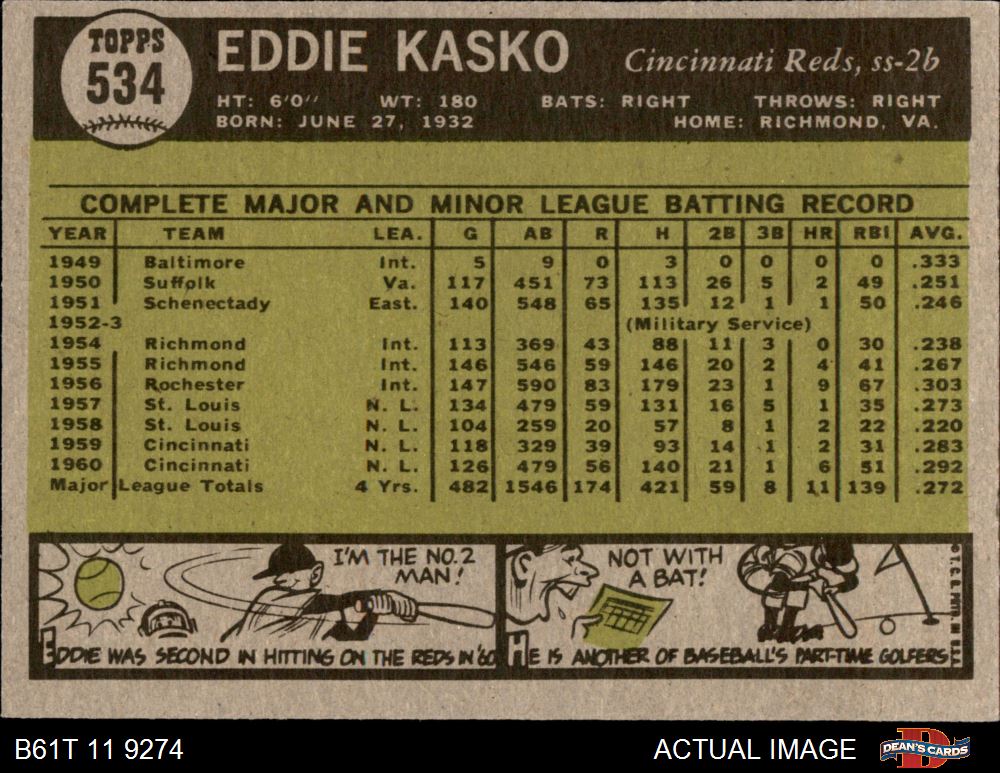 TOPPS
534
EDDIE KASKO
Cincinnati Reds, ss-2b
HT: 6'0" WT: 180 BATS: RIGHT THROWS: RIGHT
BORN: JUNE 27, 1932 HOME: RICHMOND, VA.
COMPLETE MAJOR AND MINOR LEAGUE BATTING RECORD
YEAR TEAM LEA. G AB R H 2B 3B HR RBI AVG.
1949 Baltimore Int. 5 9 0 3 0 0 0 0 .333
1950 Suffolk Va. 117 451 73 113 26 5 2 49 .251
1951 Schenectady East. 140 548 65 135 12 1 1 50 .246
1952-3 (Military Service)
1954 Richmond Int. 113 369 43 88 11 3 0 30 .238
1955 Richmond Int. 146 546 59 146 20 2 4 41 .267
1956 Rochester Int. 147 590 83 179 23 1 9 67 .303
1957 St. Louis N. L. 134 479 59 131 16 5 1 35 .273
1958 St. Louis N. L. 104 259 20 57 8 1 2 22 .220
1959 Cincinnati N. L. 118 329 39 93 14 1 2 31 .283
1960 Cincinnati N. L. 126 479 56 140 21 1 6 51 .292
Major League Totals 4 Yrs. 482 1546 174 421 59 8 11 139 .272
I'M THE NO. 2
MAN!
EDDIE WAS SECOND IN HITTING ON THE REDS IN '60
NOT WITH
A BAT!
HE IS ANOTHER OF BASEBALL'S PART-TIME GOLFERS
© T. C. G. PRTD. IN U.S.A.
B61T 11 9274
ACTUAL IMAGE
DEAN'S CARDS